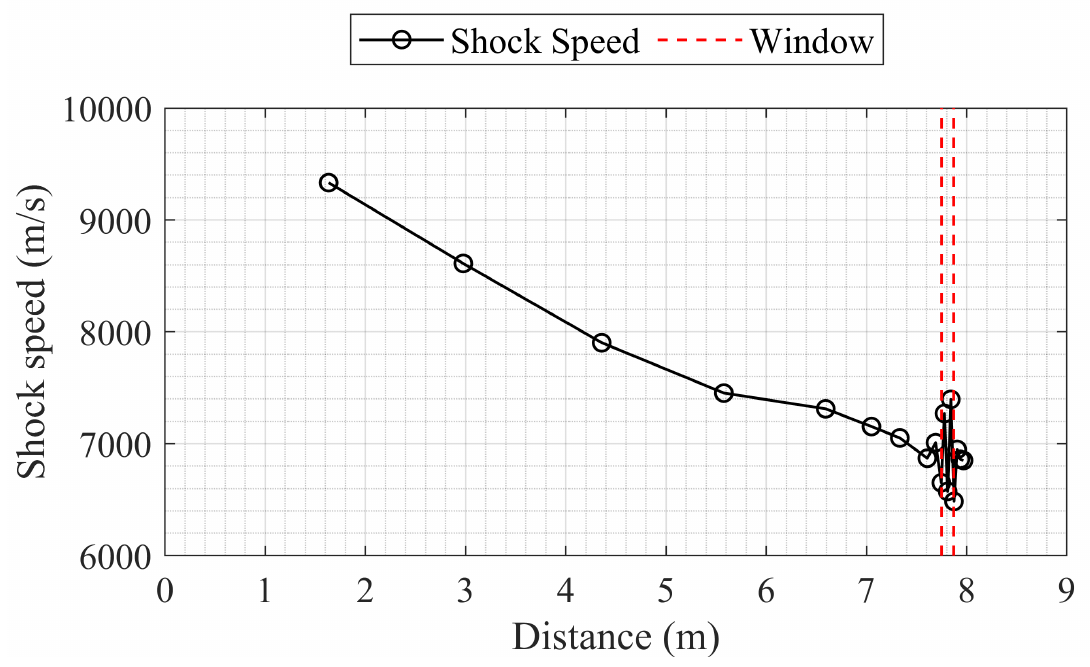 Shock Speed Window
10000
9000
8000
7000
6000
Shock speed (m/s)
0 1 2 3 4 5 6 7 8 9
Distance (m)